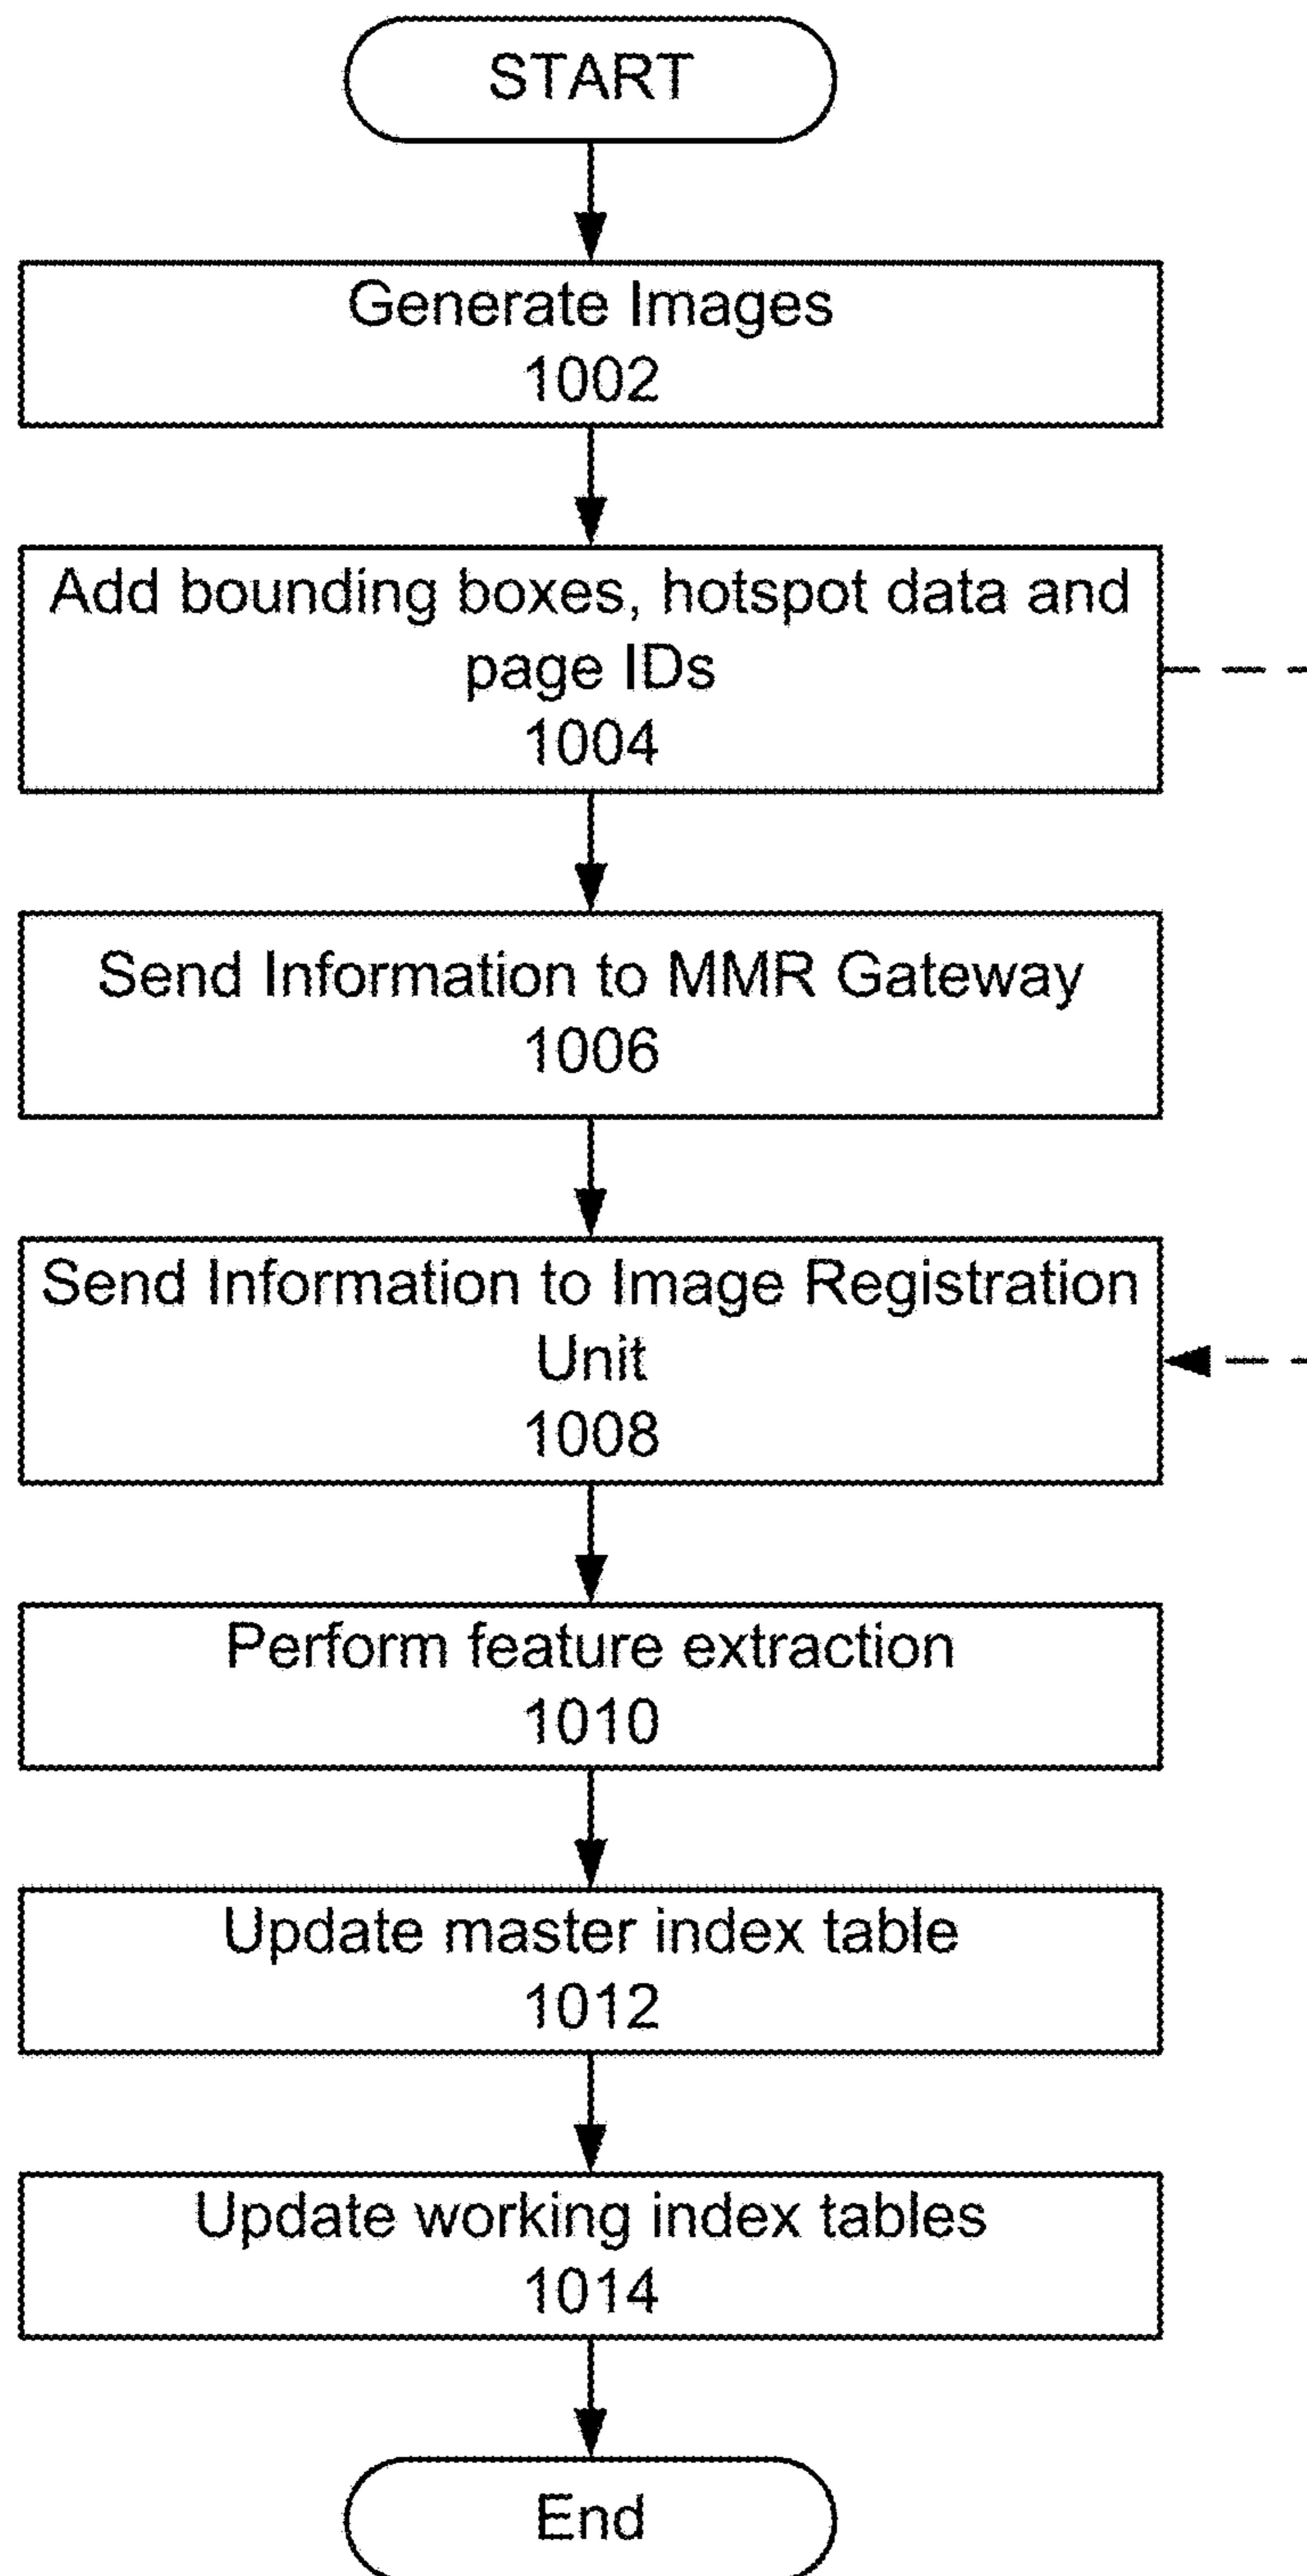 START
Generate Images
1002
Add bounding boxes, hotspot data and
page IDs
1004
Send Information to MMR Gateway
1006
Send Information to Image Registration
Unit
1008
Perform feature extraction
1010
Update master index table
1012
Update working index tables
1014
End